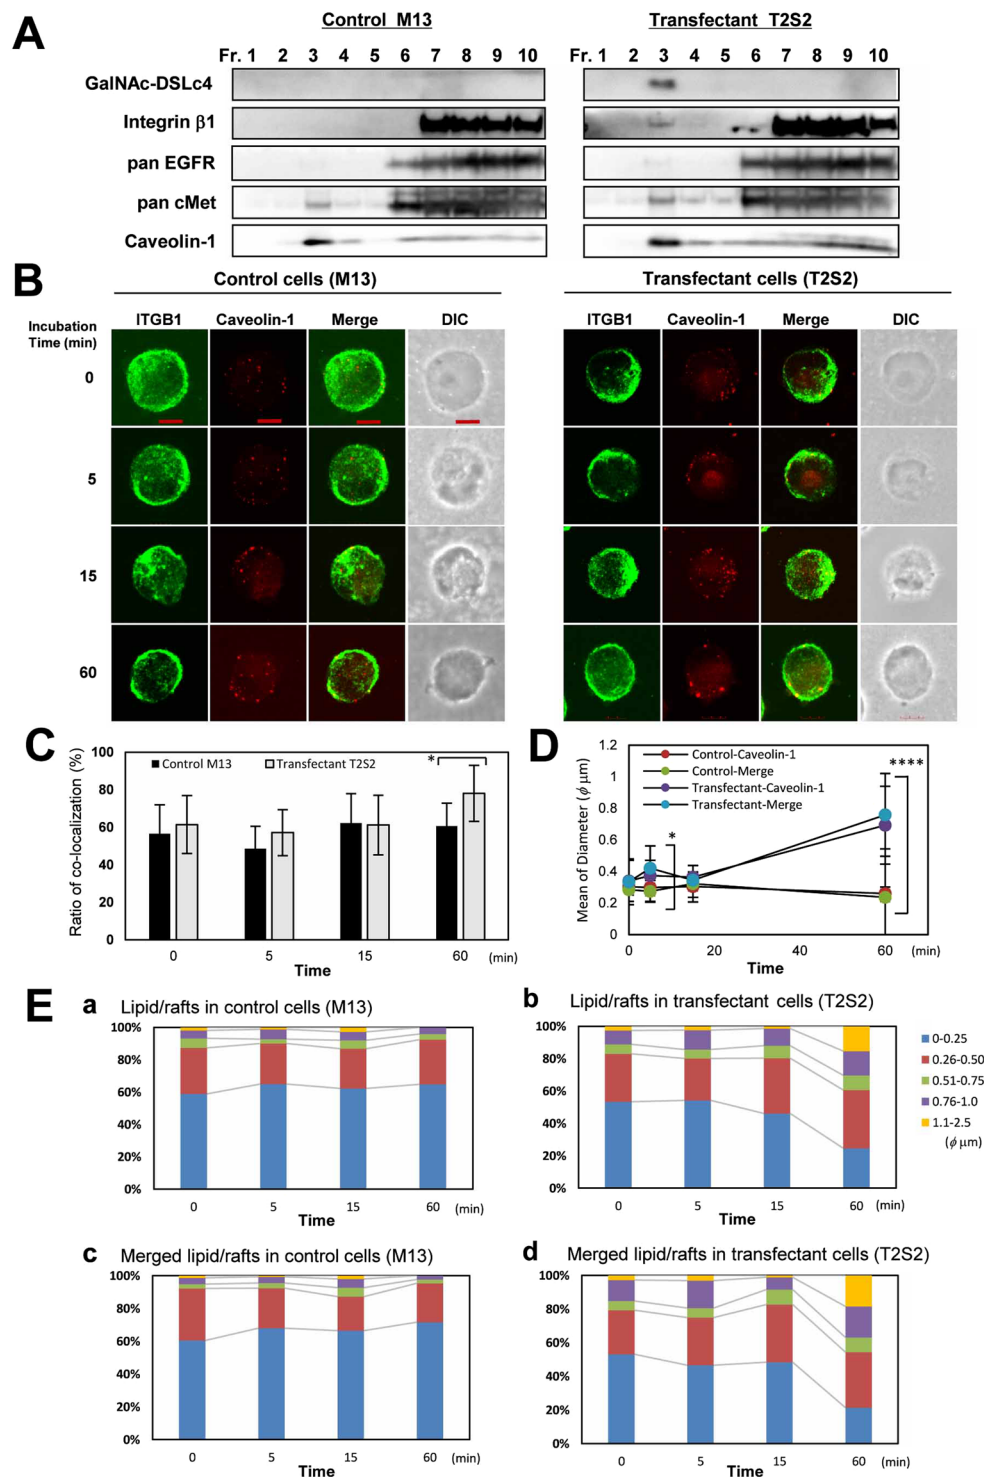 A
Control M13
Transfectant T2S2
Fr. 1 2 3 4 5 6 7 8 9 10
Fr. 1 2 3 4 5 6 7 8 9 10
GalNAc-DSLc4
Integrin β1
pan EGFR
pan cMet
Caveolin-1
B
Control cells (M13)
Transfectant cells (T2S2)
Incubation
Time (min)
ITGB1 Caveolin-1 Merge DIC
ITGB1 Caveolin-1 Merge DIC
0
5
15
60
C
Ratio of co-localization (%)
100
80
60
40
20
0
Control M13
Transfectant T2S2
*
0 5 15 60 (min)
Time
D
Mean of Diameter (ϕ μm)
1.2
1
0.8
0.6
0.4
0.2
0
Control-Caveolin-1
Control-Merge
Transfectant-Caveolin-1
Transfectant-Merge
*
****
0 20 40 60 (min)
Time
E
a Lipid/rafts in control cells (M13)
100%
80%
60%
40%
20%
0%
0 5 15 60 (min)
Time
b Lipid/rafts in transfectant cells (T2S2)
100%
80%
60%
40%
20%
0%
0 5 15 60 (min)
Time
0-0.25
0.26-0.50
0.51-0.75
0.76-1.0
1.1-2.5
(ϕ μm)
c Merged lipid/rafts in control cells (M13)
100%
80%
60%
40%
20%
0%
0 5 15 60 (min)
Time
d Merged lipid/rafts in transfectant cells (T2S2)
100%
80%
60%
40%
20%
0%
0 5 15 60 (min)
Time